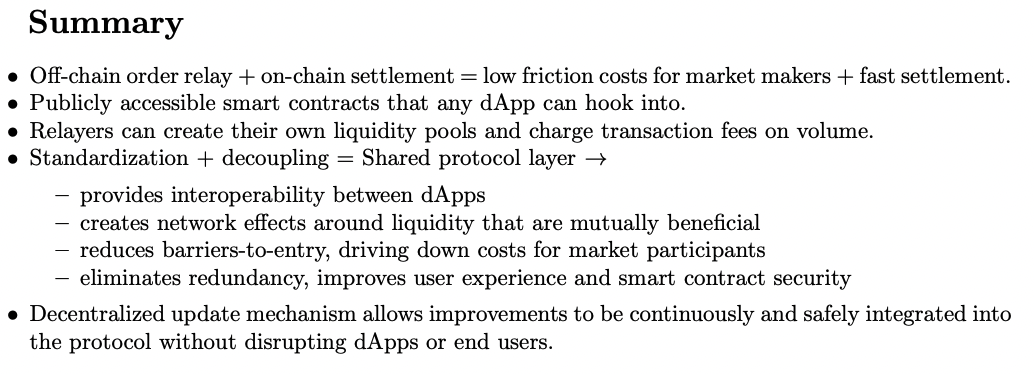 Summary
• Off-chain order relay + on-chain settlement = low friction costs for market makers + fast settlement.
• Publicly accessible smart contracts that any dApp can hook into.
• Relayers can create their own liquidity pools and charge transaction fees on volume.
• Standardization + decoupling = Shared protocol layer →
– provides interoperability between dApps
– creates network effects around liquidity that are mutually beneficial
– reduces barriers-to-entry, driving down costs for market participants
– eliminates redundancy, improves user experience and smart contract security
• Decentralized update mechanism allows improvements to be continuously and safely integrated into
the protocol without disrupting dApps or end users.